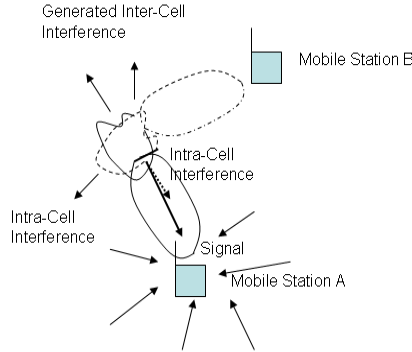 Generated Inter-Cell
Interference
Mobile Station B
Intra-Cell
Interference
Intra-Cell
Interference
Signal
Mobile Station A